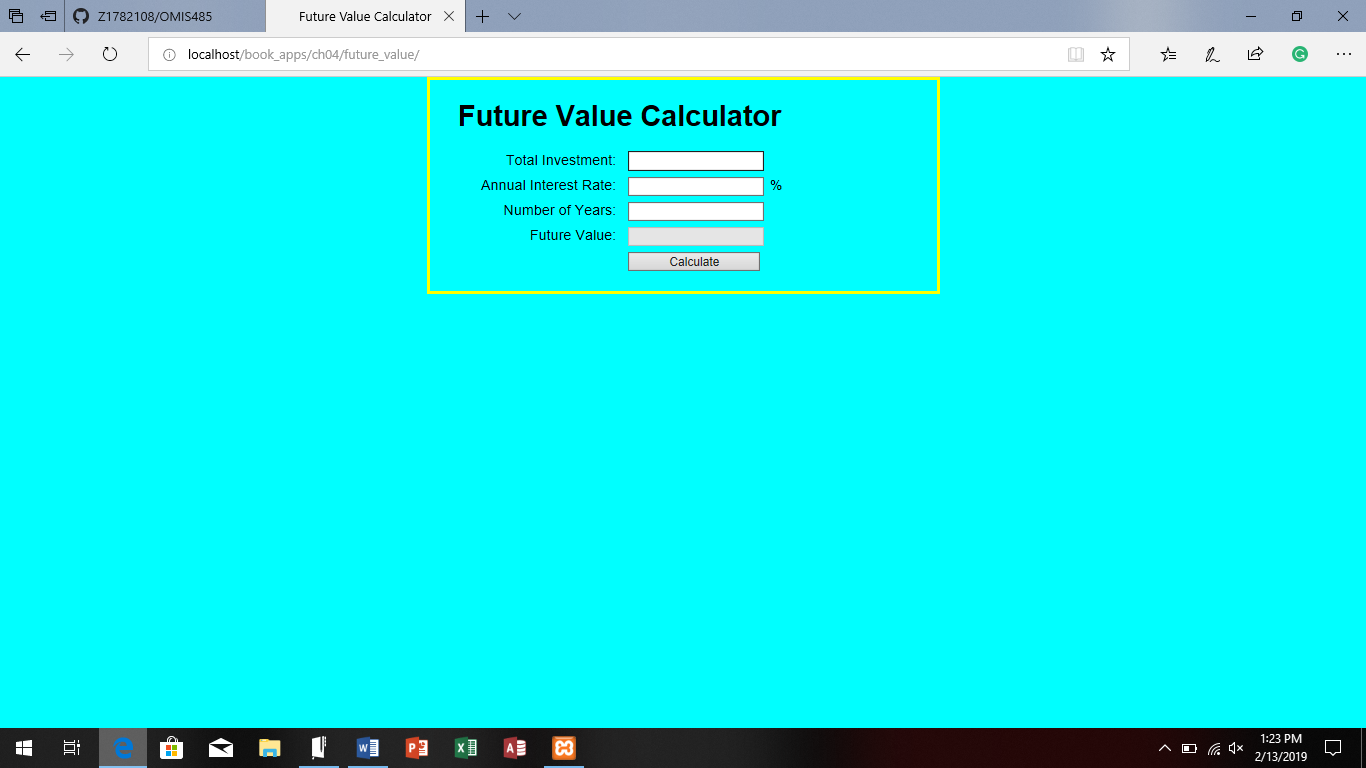 Z1782108/OMIS485
Future Value Calculator
localhost/book_apps/ch04/future_value/
G
Future Value Calculator
Total Investment:
Annual Interest Rate: %
Number of Years:
Future Value:
Calculate
1:23 PM
2/13/2019